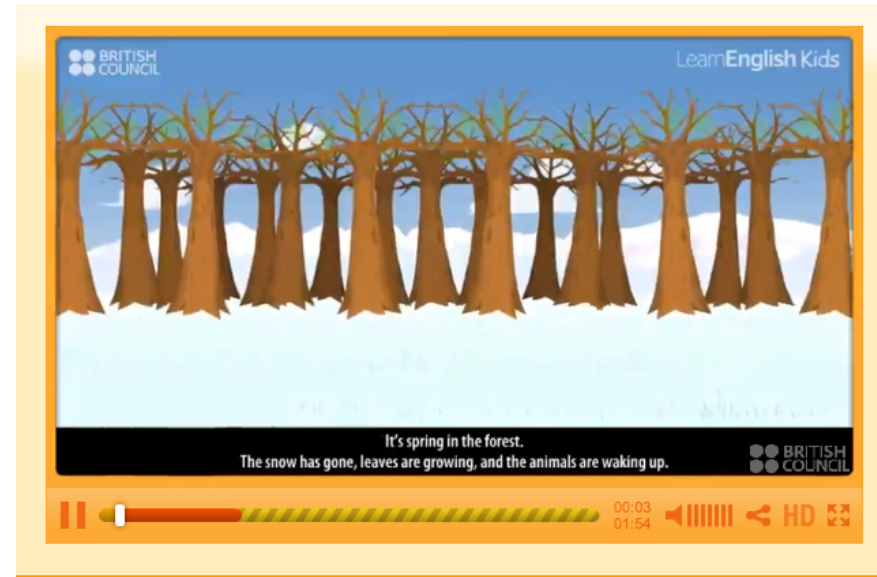 BRITISH
COUNCIL
LearnEnglish Kids
It's spring in the forest.
The snow has gone, leaves are growing, and the animals are waking up.
BRITISH
COUNCIL
00:03
01:54
HD